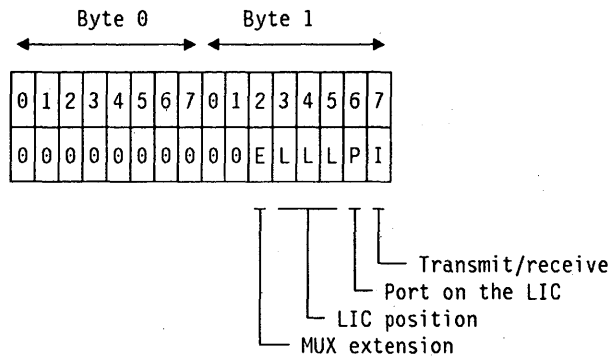 Byte 0 Byte 1
0 1 2 3 4 5 6 7 0 1 2 3 4 5 6 7
0 0 0 0 0 0 0 0 0 0 E L L L P I
Transmit/receive
Port on the LIC
LIC position
MUX extension